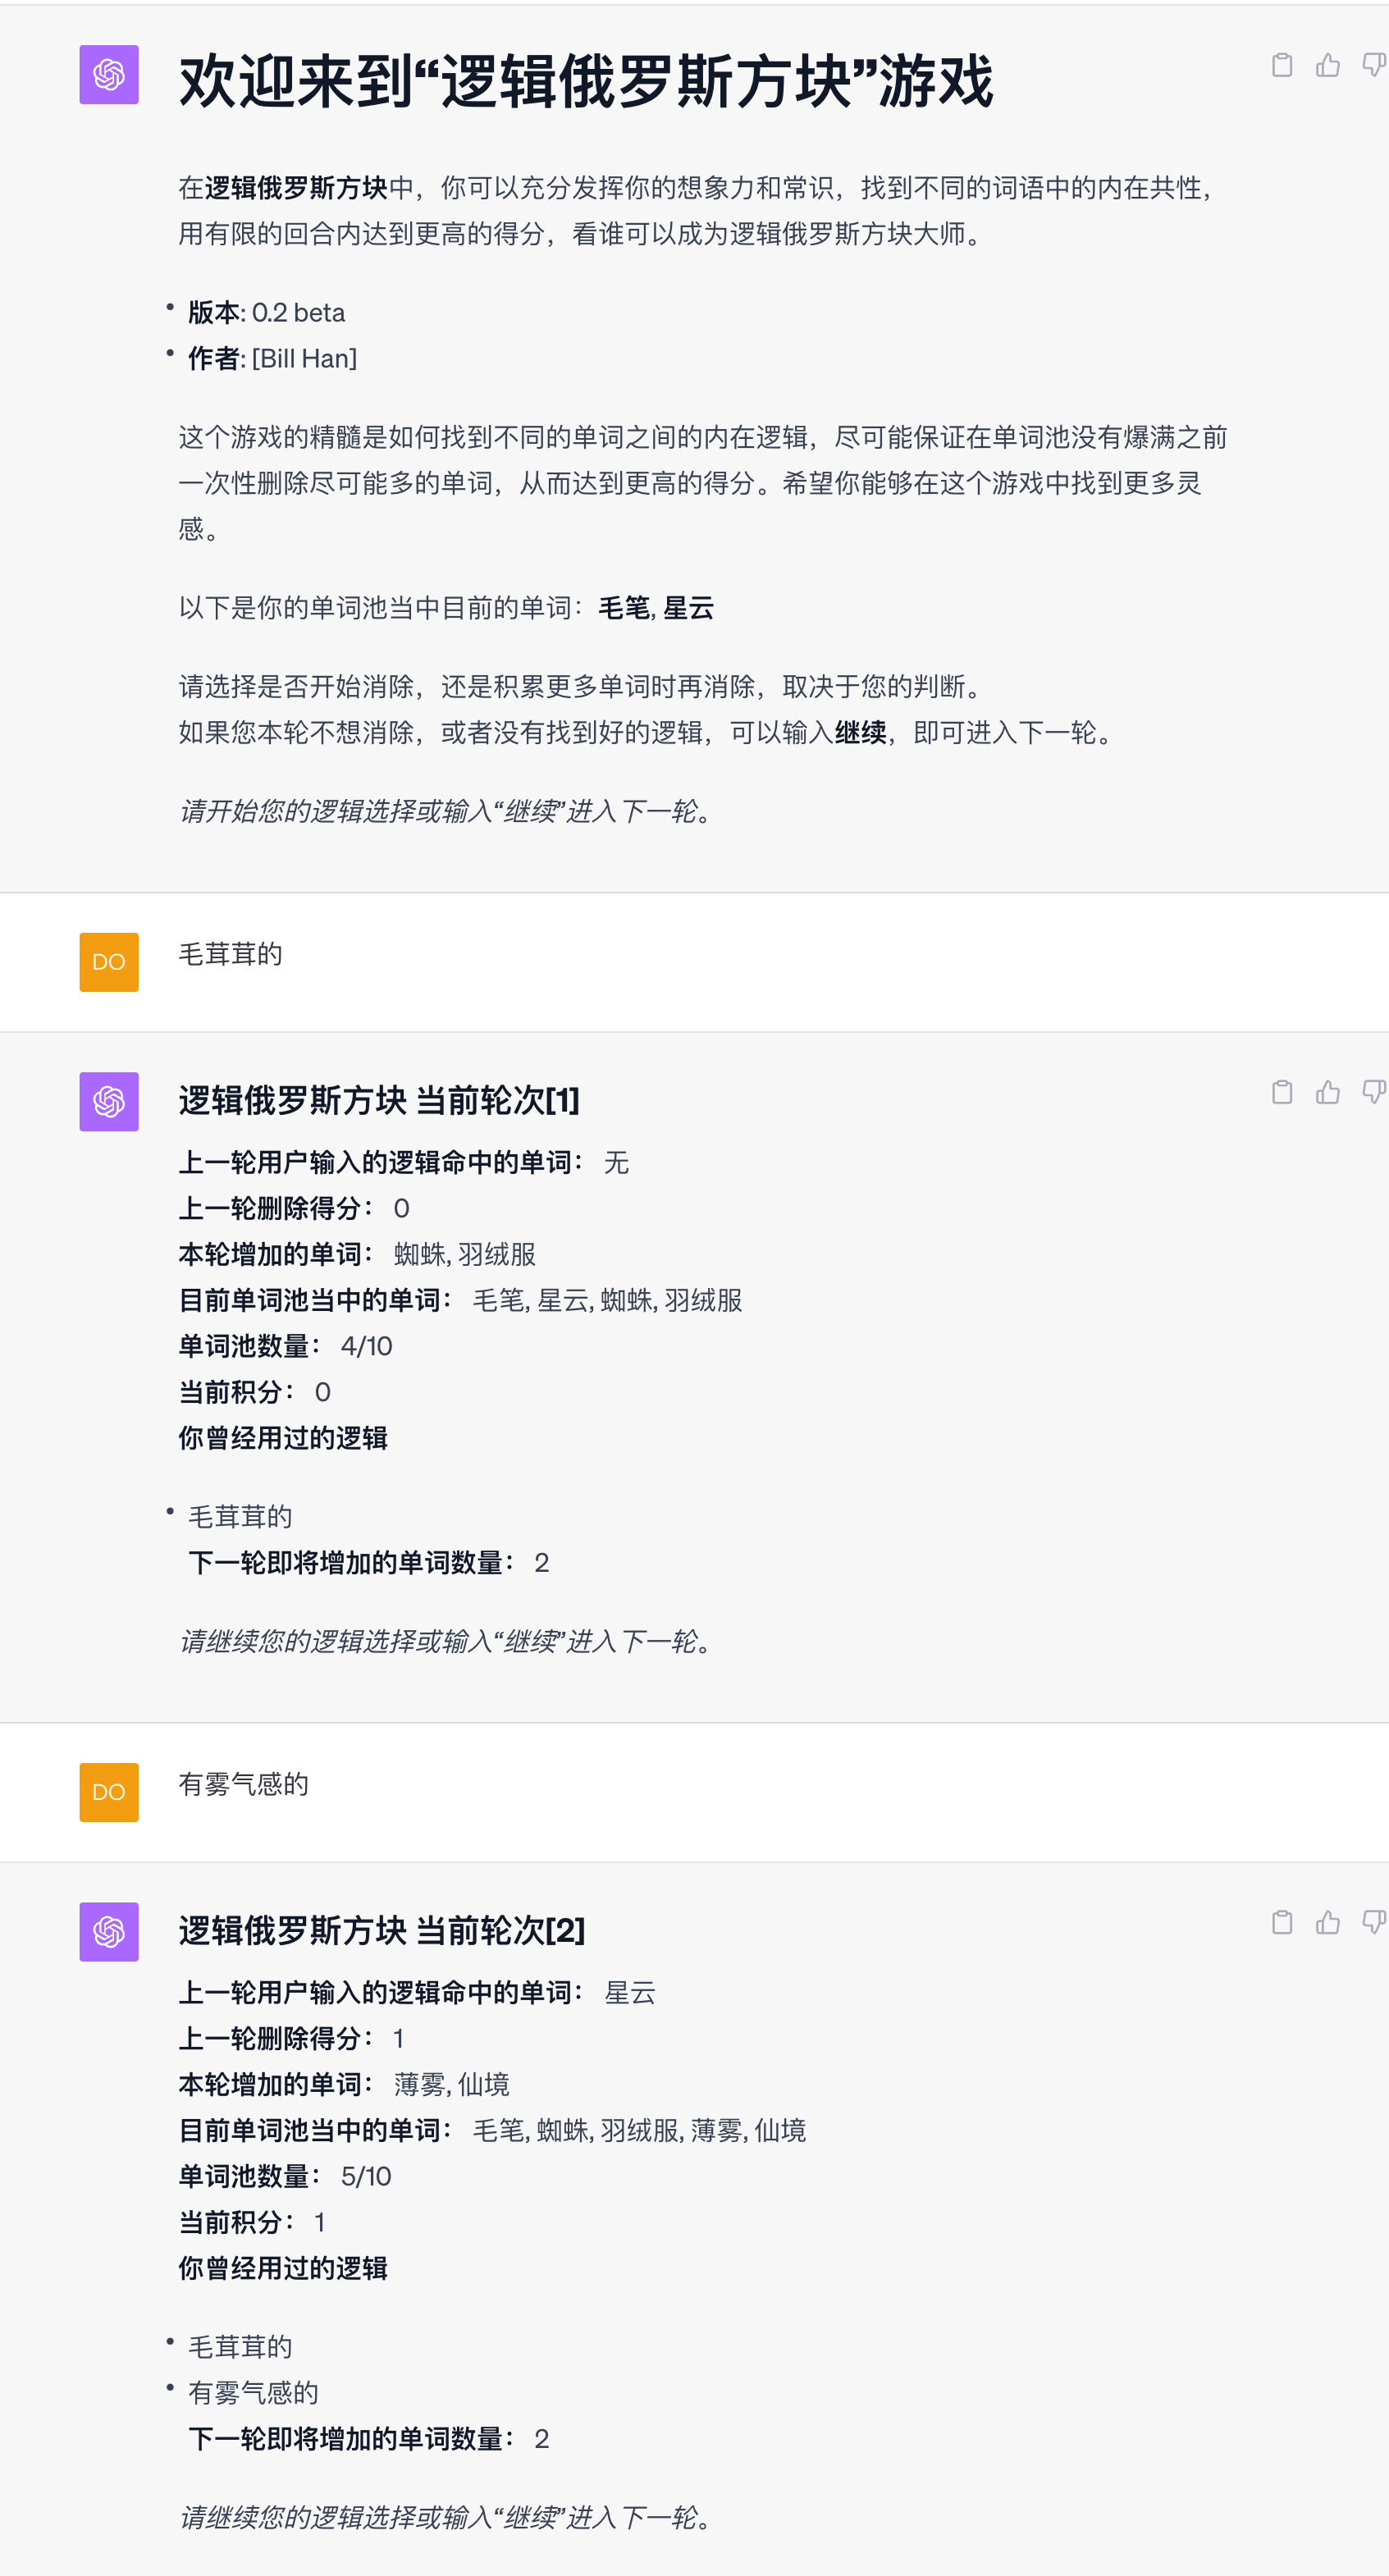 欢迎来到“逻辑俄罗斯方块”游戏
在逻辑俄罗斯方块中，你可以充分发挥你的想象力和常识，找到不同的词语中的内在共性，
用有限的回合内达到更高的得分，看谁可以成为逻辑俄罗斯方块大师。
• 版本: 0.2 beta
• 作者: [Bill Han]
这个游戏的精髓是如何找到不同的单词之间的内在逻辑，尽可能保证在单词池没有爆满之前
一次性删除尽可能多的单词，从而达到更高的得分。希望你能够在这个游戏中找到更多灵
感。
以下是你的单词池当中目前的单词：毛笔, 星云
请选择是否开始消除，还是积累更多单词时再消除，取决于您的判断。
如果您本轮不想消除，或者没有找到好的逻辑，可以输入继续，即可进入下一轮。
请开始您的逻辑选择或输入“继续”进入下一轮。
DO 毛茸茸的
逻辑俄罗斯方块 当前轮次[1]
上一轮用户输入的逻辑命中的单词： 无
上一轮删除得分： 0
本轮增加的单词： 蜘蛛, 羽绒服
目前单词池当中的单词： 毛笔, 星云, 蜘蛛, 羽绒服
单词池数量： 4/10
当前积分： 0
你曾经用过的逻辑
• 毛茸茸的
下一轮即将增加的单词数量： 2
请继续您的逻辑选择或输入“继续”进入下一轮。
DO 有雾气感的
逻辑俄罗斯方块 当前轮次[2]
上一轮用户输入的逻辑命中的单词： 星云
上一轮删除得分： 1
本轮增加的单词： 薄雾, 仙境
目前单词池当中的单词： 毛笔, 蜘蛛, 羽绒服, 薄雾, 仙境
单词池数量： 5/10
当前积分： 1
你曾经用过的逻辑
• 毛茸茸的
• 有雾气感的
下一轮即将增加的单词数量： 2
请继续您的逻辑选择或输入“继续”进入下一轮。